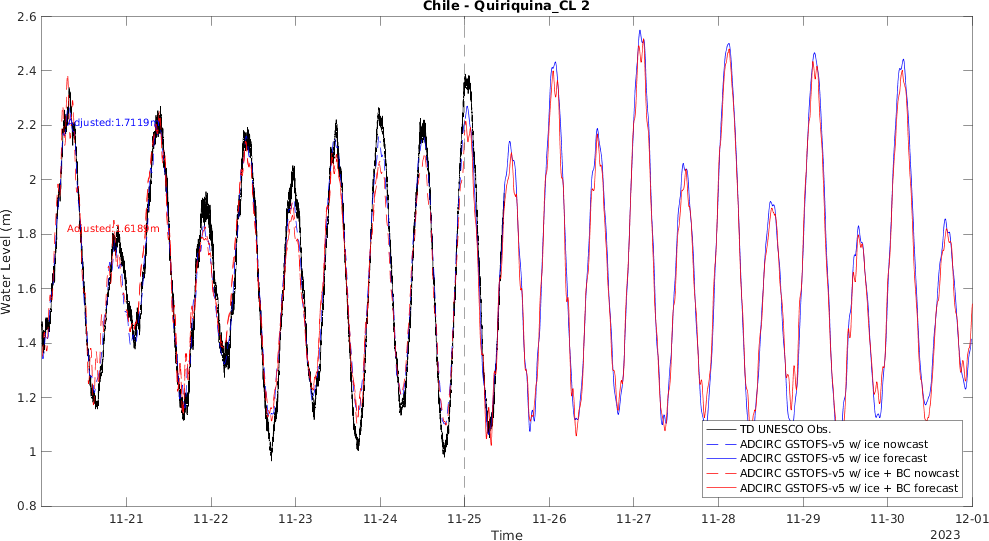 Chile - Quiriquina_CL 2
2.6
2.4
2.2
2
1.8
1.6
1.4
1.2
1
0.8
Water Level (m)
Adjusted:1.7119m
Adjusted:1.6189m
TD UNESCO Obs.
ADCIRC GSTOFS-v5 w/ ice nowcast
ADCIRC GSTOFS-v5 w/ ice forecast
ADCIRC GSTOFS-v5 w/ ice + BC nowcast
ADCIRC GSTOFS-v5 w/ ice + BC forecast
11-21 11-22 11-23 11-24 11-25 11-26 11-27 11-28 11-29 11-30 12-01
Time
2023